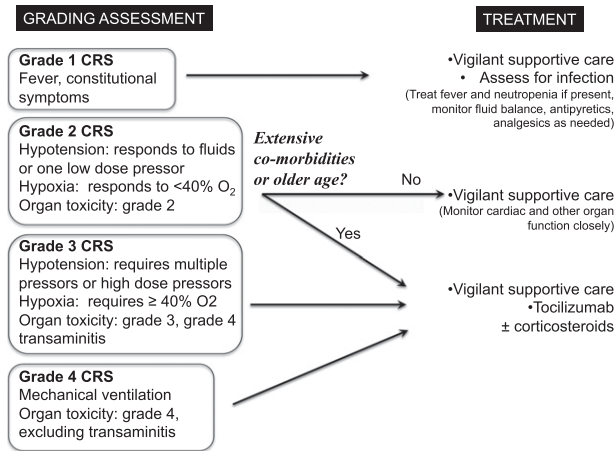 GRADING ASSESSMENT
Grade 1 CRS
Fever, constitutional
symptoms
Grade 2 CRS
Hypotension: responds to fluids
or one low dose pressor
Hypoxia: responds to <40% O₂
Organ toxicity: grade 2
Grade 3 CRS
Hypotension: requires multiple
pressors or high dose pressors
Hypoxia: requires ≥ 40% O2
Organ toxicity: grade 3, grade 4
transaminitis
Grade 4 CRS
Mechanical ventilation
Organ toxicity: grade 4,
excluding transaminitis
Extensive
co-morbidities
or older age?
No
Yes
TREATMENT
•Vigilant supportive care
• Assess for infection
(Treat fever and neutropenia if present,
monitor fluid balance, antipyretics,
analgesics as needed)
•Vigilant supportive care
(Monitor cardiac and other organ
function closely)
•Vigilant supportive care
•Tocilizumab
± corticosteroids